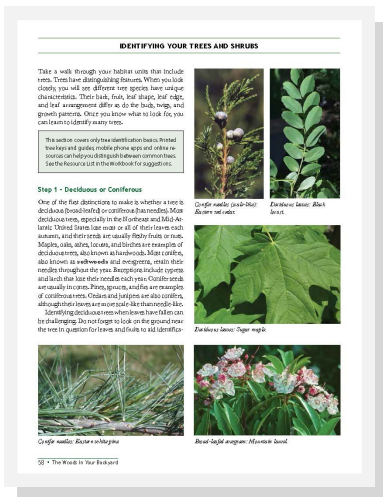 IDENTIFYING YOUR TREES AND SHRUBS
Take a walk through your habitat units that include
trees. Trees have distinguishing features. When you look
closely, you will see different tree species have unique
characteristics. Their bark, fruit, leaf shape, leaf edge,
and leaf arrangement differ as do the buds, twigs, and
growth patterns. Once you know what to look for, you
can learn to identify many trees.
This section covers only tree identification basics. Printed
tree keys and guides, mobile phone apps and online re-
sources can help you distinguish between common trees.
See the Resource List in the Workbook for suggestions.
Step 1 - Deciduous or Coniferous
One of the first distinctions to make is whether a tree is
deciduous (broad-leafed) or coniferous (has needles). Most
deciduous trees, especially in the Northeast and Mid-At-
lantic United States lose most or all of their leaves each
autumn, and their seeds are usually fleshy fruits or nuts.
Maples, oaks, ashes, locusts, and birches are examples of
deciduous trees, also known as hardwoods. Most conifers,
also known as softwoods and evergreens, retain their
needles throughout the year. Exceptions include cypress
and larch that lose their needles each year. Conifer seeds
are usually in cones. Pines, spruces, and firs are examples
of coniferous trees. Cedars and junipers are also conifers,
although their leaves are more scale-like than needle-like.
Identifying deciduous trees when leaves have fallen can
be challenging. Do not forget to look on the ground near
the tree in question for leaves and fruits to aid identifica-
Conifer needles (scale-like):
Eastern red cedar.
Deciduous leaves: Black
locust.
Deciduous leaves: Sugar maple.
Conifer needles: Eastern white pine
Broad-leafed evergreen: Mountain laurel.
58 • The Woods in Your Backyard